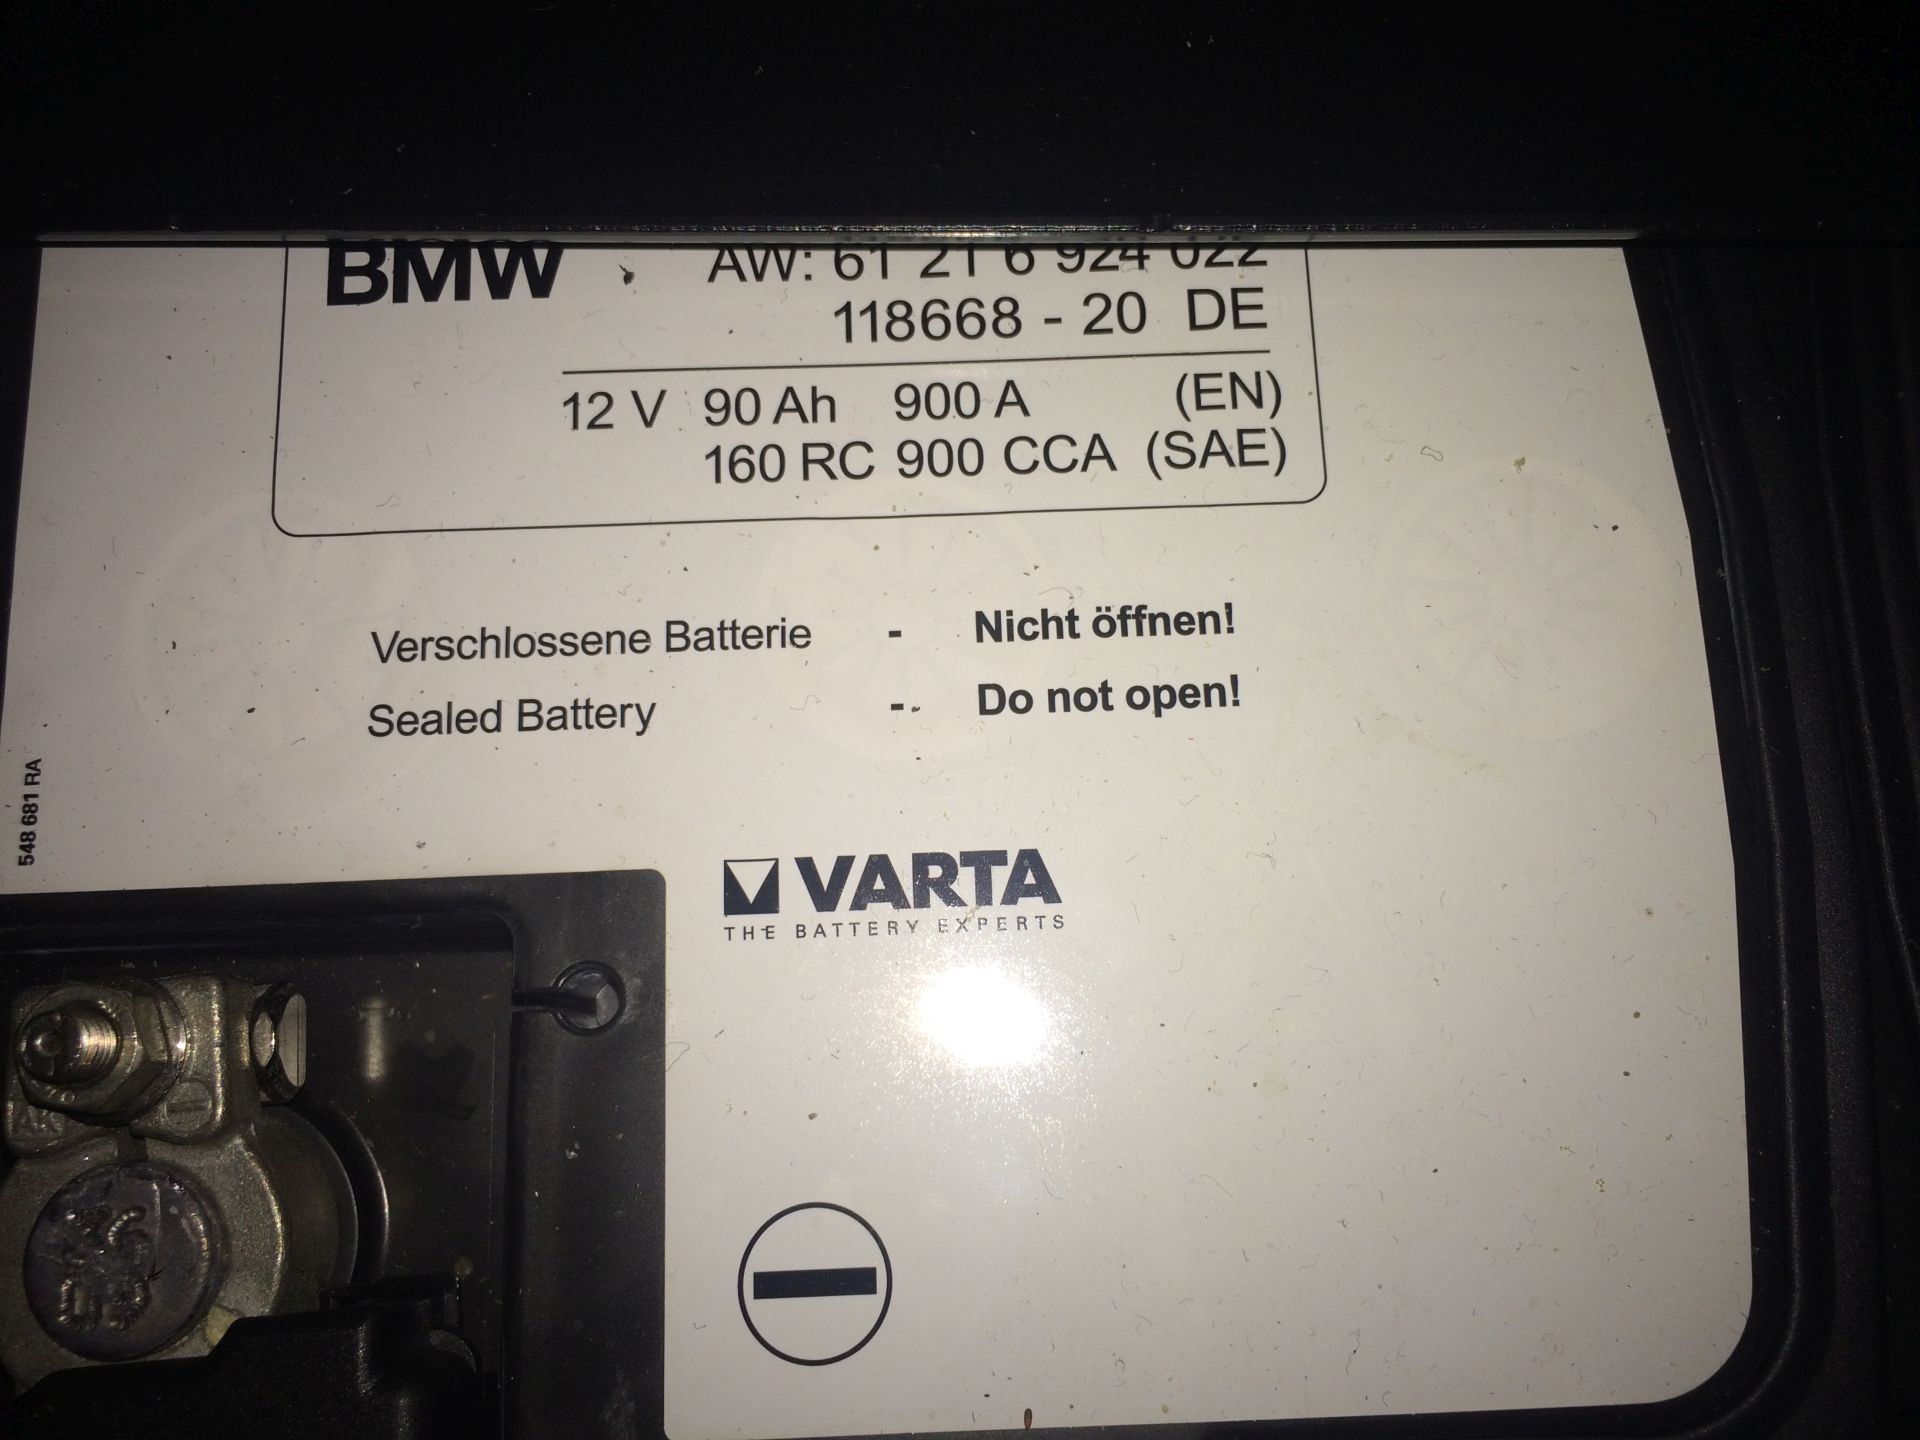 BMW AW: 61 21 6 924 022
118668 - 20 DE
12 V 90 Ah 900 A (EN)
160 RC 900 CCA (SAE)
Verschlossene Batterie - Nicht öffnen!
Sealed Battery - Do not open!
548 681 RA
VARTA
THE BATTERY EXPERTS